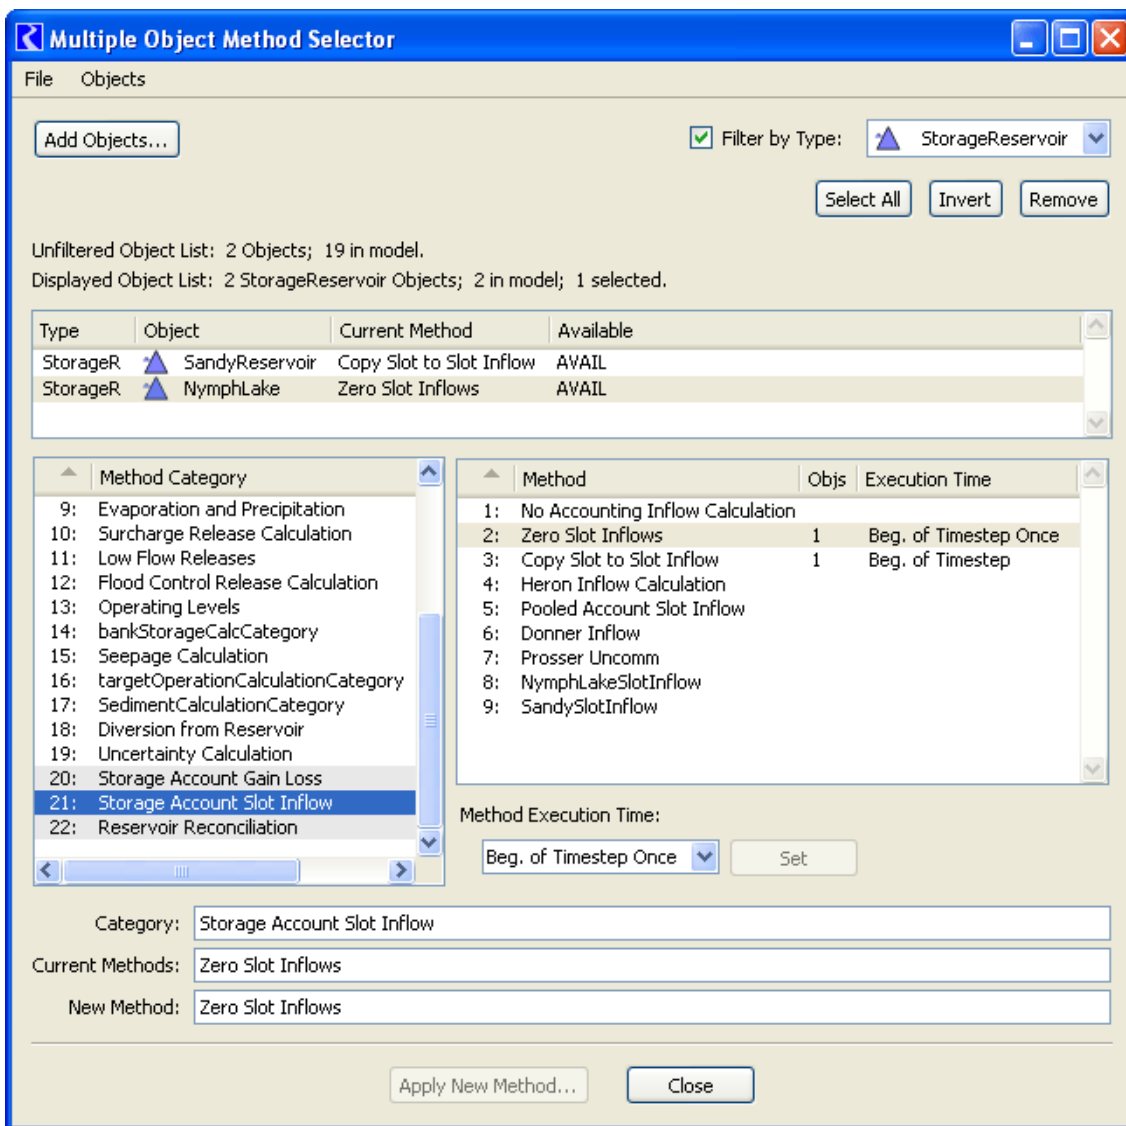 Multiple Object Method Selector
File Objects
Add Objects... Filter by Type: StorageReservoir
Select All Invert Remove
Unfiltered Object List: 2 Objects; 19 in model.
Displayed Object List: 2 StorageReservoir Objects; 2 in model; 1 selected.
Type Object Current Method Available
StorageR SandyReservoir Copy Slot to Slot Inflow AVAIL
StorageR NymphLake Zero Slot Inflows AVAIL
Method Category
9: Evaporation and Precipitation
10: Surcharge Release Calculation
11: Low Flow Releases
12: Flood Control Release Calculation
13: Operating Levels
14: bankStorageCalcCategory
15: Seepage Calculation
16: targetOperationCalculationCategory
17: SedimentCalculationCategory
18: Diversion from Reservoir
19: Uncertainty Calculation
20: Storage Account Gain Loss
21: Storage Account Slot Inflow
22: Reservoir Reconciliation
Method Objs Execution Time
1: No Accounting Inflow Calculation
2: Zero Slot Inflows 1 Beg. of Timestep Once
3: Copy Slot to Slot Inflow 1 Beg. of Timestep
4: Heron Inflow Calculation
5: Pooled Account Slot Inflow
6: Donner Inflow
7: Prosser Uncomm
8: NymphLakeSlotInflow
9: SandySlotInflow
Method Execution Time:
Beg. of Timestep Once Set
Category: Storage Account Slot Inflow
Current Methods: Zero Slot Inflows
New Method: Zero Slot Inflows
Apply New Method... Close